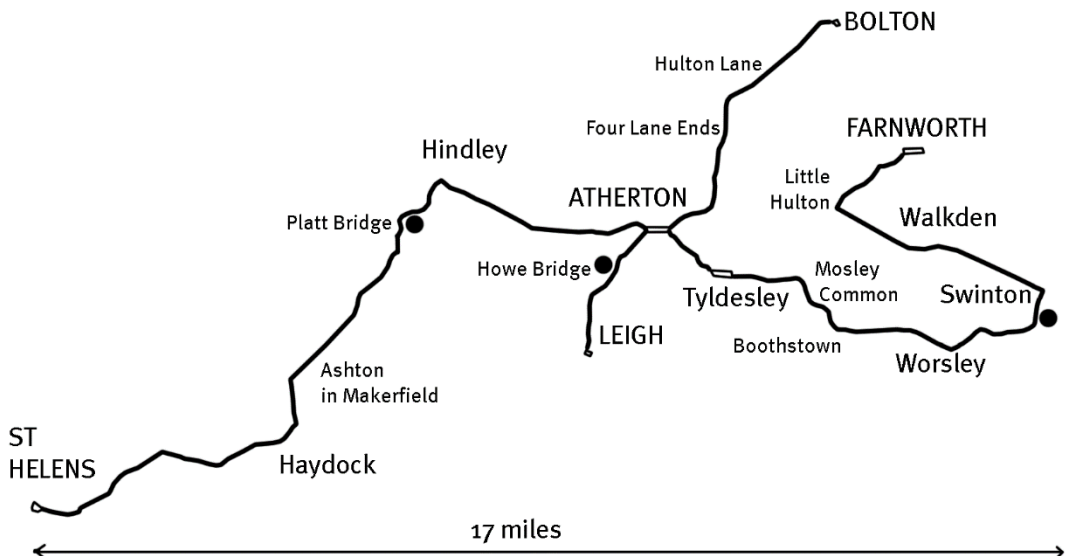 BOLTON
Hulton Lane
Four Lane Ends
FARNWORTH
Hindley
Little
Hulton
ATHERTON
Walkden
Platt Bridge
Howe Bridge
Mosley
Common
Tyldesley
Swinton
LEIGH
Boothstown
Worsley
Ashton
in Makerfield
ST
HELENS
Haydock
17 miles